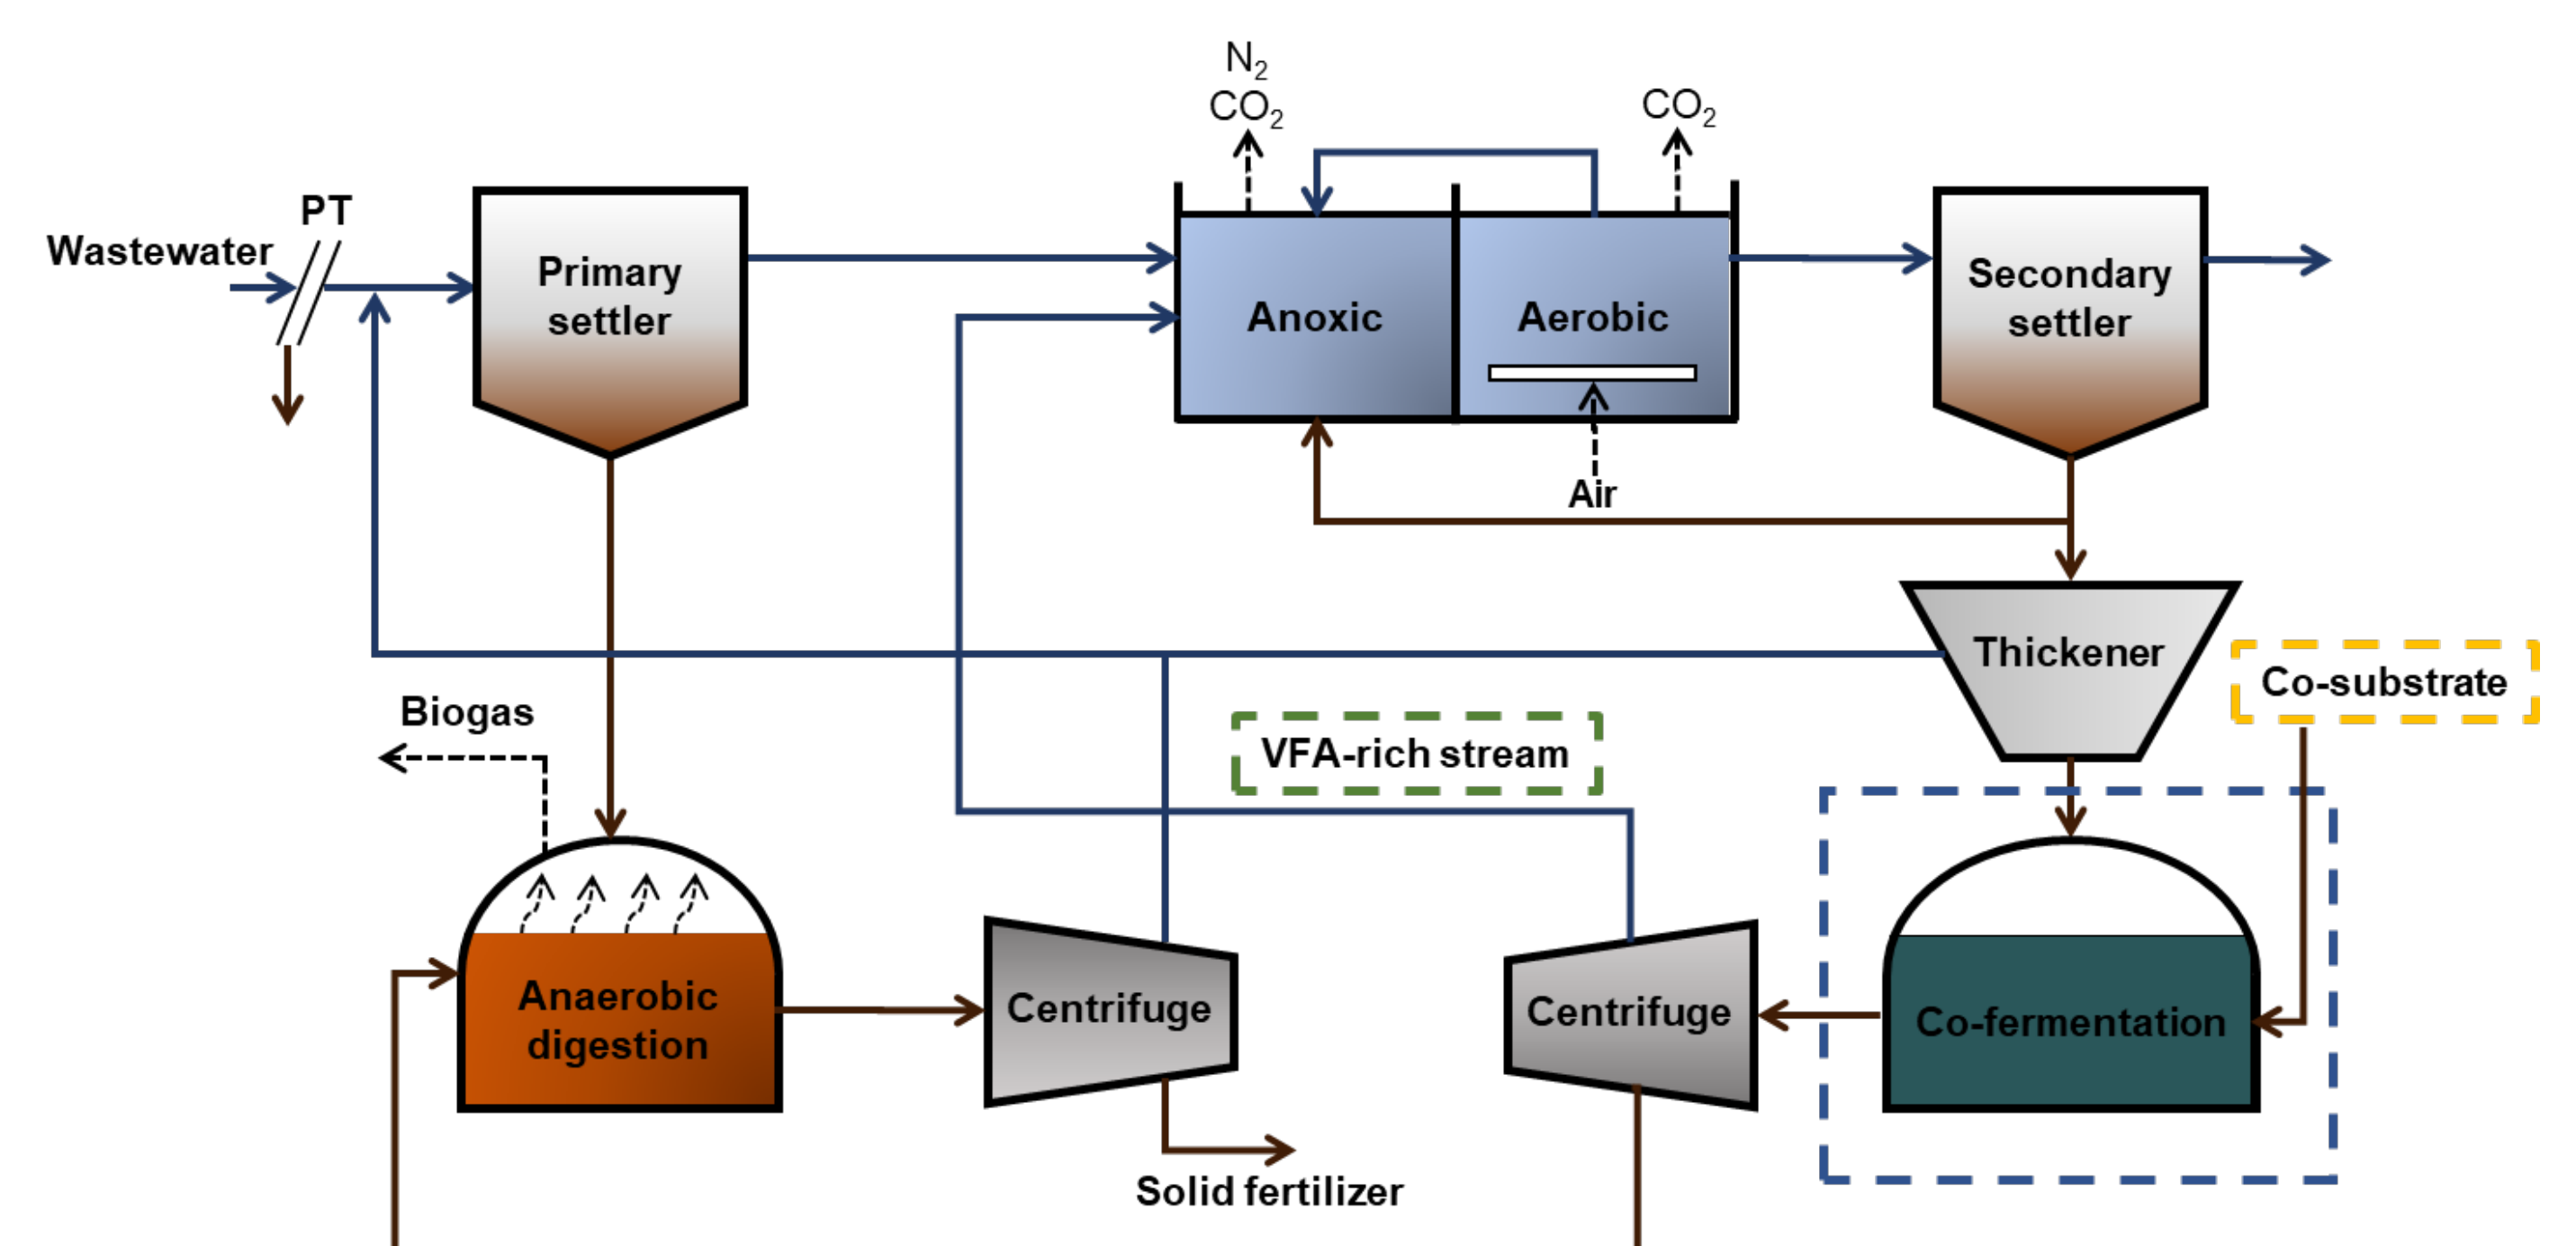 N₂
CO₂
CO₂
PT
Wastewater
Primary
settler
Anoxic
Aerobic
Secondary
settler
Air
Thickener
Co-substrate
Biogas
VFA-rich stream
Anaerobic
digestion
Centrifuge
Centrifuge
Co-fermentation
Solid fertilizer